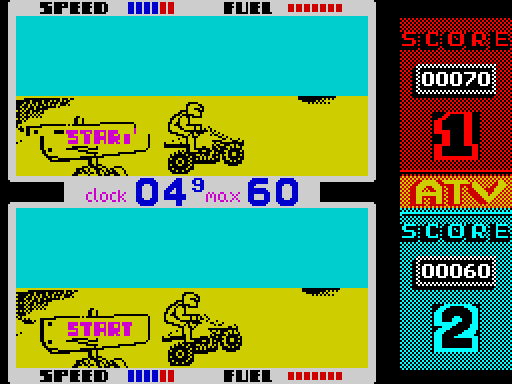 SPEED FUEL
SCORE
00070
1
START
clock 04 9 max 60
ATV
SCORE
00060
2
START
SPEED FUEL